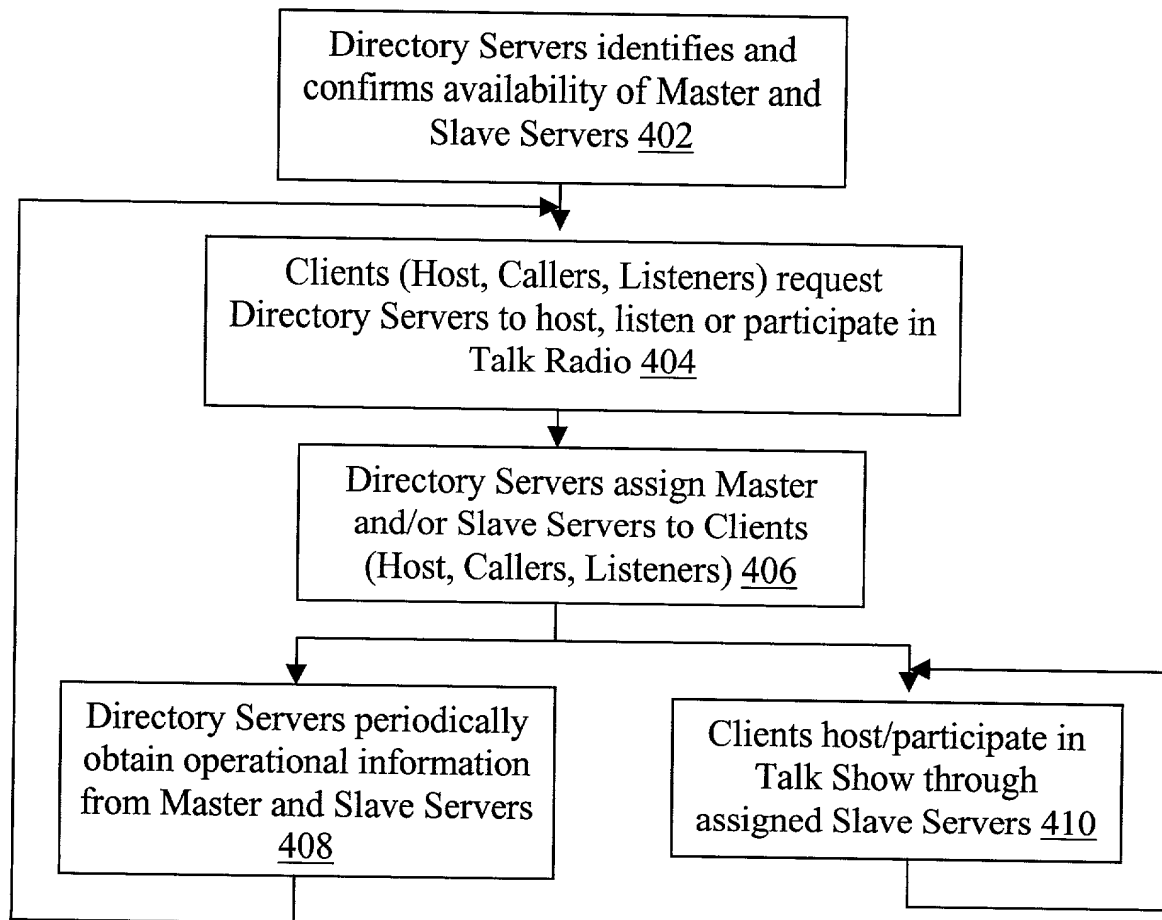 Directory Servers identifies and
confirms availability of Master and
Slave Servers 402
Clients (Host, Callers, Listeners) request
Directory Servers to host, listen or participate in
Talk Radio 404
Directory Servers assign Master
and/or Slave Servers to Clients
(Host, Callers, Listeners) 406
Directory Servers periodically
obtain operational information
from Master and Slave Servers
408
Clients host/participate in
Talk Show through
assigned Slave Servers 410